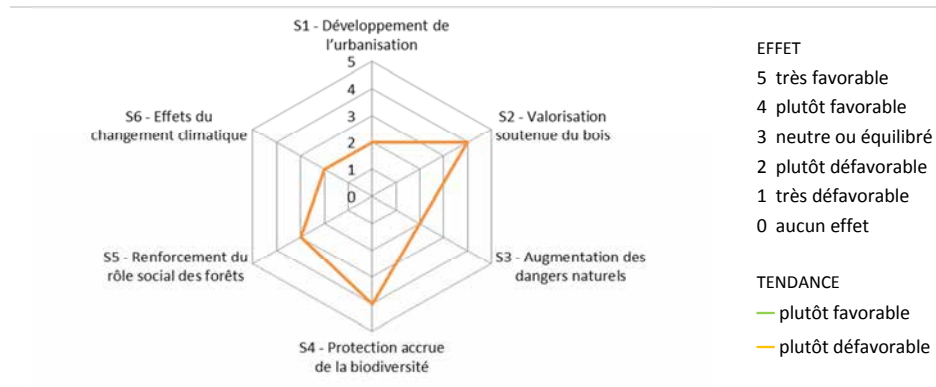 S1 - Développement de
l'urbanisation
5
4
3
2
1
0
S2 - Valorisation
soutenue du bois
S3 - Augmentation des
dangers naturels
S4 - Protection accrue
de la biodiversité
S5 - Renforcement du
rôle social des forêts
S6 - Effets du
changement climatique
EFFET
5 très favorable
4 plutôt favorable
3 neutre ou équilibré
2 plutôt défavorable
1 très défavorable
0 aucun effet
TENDANCE
plutôt favorable
plutôt défavorable